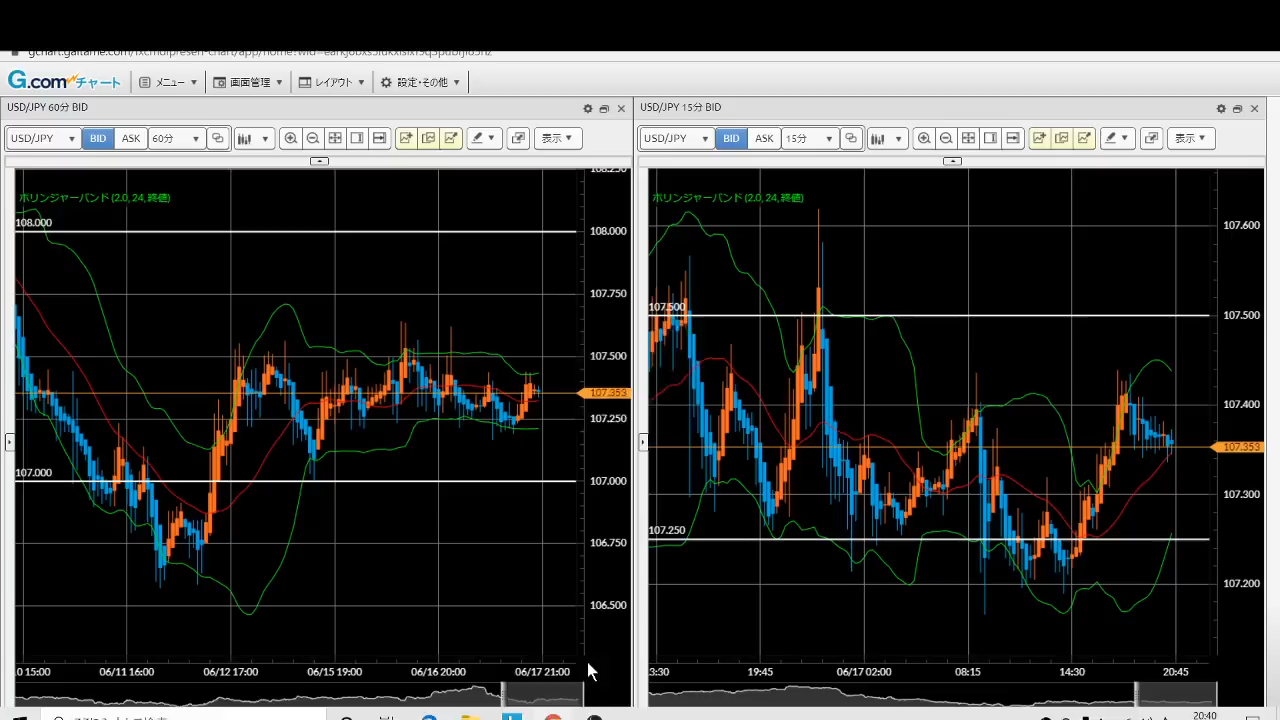 G.comチャート メニュー 画面管理 レイアウト 設定・その他
USD/JPY 60分 BID
USD/JPY BID ASK 60分 表示
108.250
ボリンジャーバンド (2.0, 24, 終値)
108.000 108.000
107.750
107.500
107.353
107.250
107.000 107.000
106.750
106.500
0 15:00 06/11 16:00 06/12 17:00 06/15 19:00 06/16 20:00 06/17 21:00
USD/JPY 15分 BID
USD/JPY BID ASK 15分 表示
ボリンジャーバンド (2.0, 24, 終値)
107.600
107.500 107.500
107.400
107.353
107.300
107.250
107.200
3:30 19:45 06/17 02:00 08:15 14:30 20:45
20:40